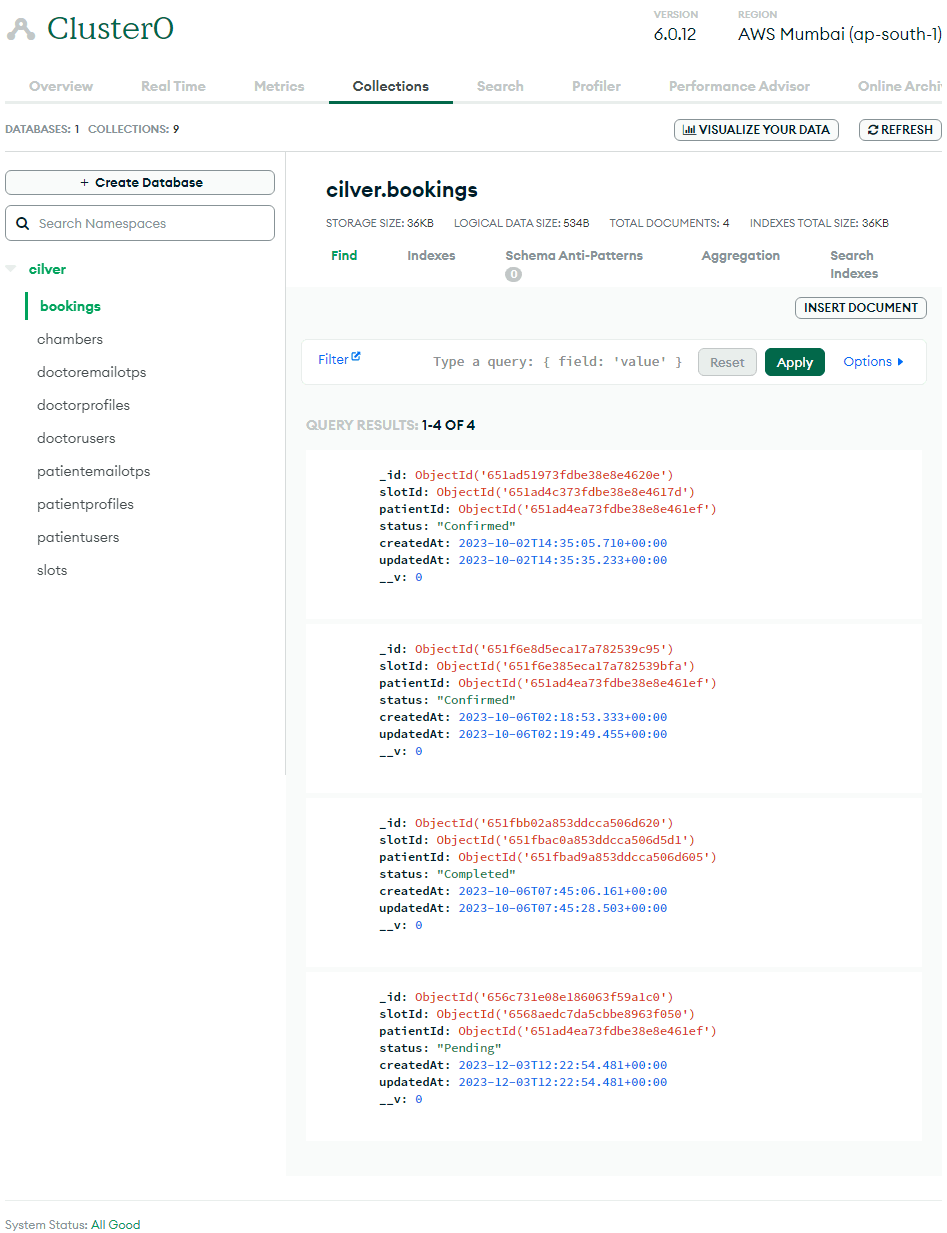 Cluster0
VERSION
6.0.12
REGION
AWS Mumbai (ap-south-1)
Overview Real Time Metrics Collections Search Profiler Performance Advisor Online Archi
DATABASES: 1 COLLECTIONS: 9
VISUALIZE YOUR DATA
REFRESH
+ Create Database
Search Namespaces
cilver
bookings
chambers
doctoremailotps
doctorprofiles
doctorusers
patientemailotps
patientprofiles
patientusers
slots
cilver.bookings
STORAGE SIZE: 36KB LOGICAL DATA SIZE: 534B TOTAL DOCUMENTS: 4 INDEXES TOTAL SIZE: 36KB
Find
Indexes
Schema Anti-Patterns
0
Aggregation
Search
Indexes
INSERT DOCUMENT
Filter
Type a query: { field: 'value' }
Reset
Apply
Options
QUERY RESULTS: 1-4 OF 4
_id: ObjectId('651ad51973fdbe38e8e4620e')
slotId: ObjectId('651ad4c373fdbe38e8e4617d')
patientId: ObjectId('651ad4ea73fdbe38e8e461ef')
status: "Confirmed"
createdAt: 2023-10-02T14:35:05.710+00:00
updatedAt: 2023-10-02T14:35:35.233+00:00
__v: 0
_id: ObjectId('651f6e8d5eca17a782539c95')
slotId: ObjectId('651f6e385eca17a782539bfa')
patientId: ObjectId('651ad4ea73fdbe38e8e461ef')
status: "Confirmed"
createdAt: 2023-10-06T02:18:53.333+00:00
updatedAt: 2023-10-06T02:19:49.455+00:00
__v: 0
_id: ObjectId('651fbb02a853ddcca506d620')
slotId: ObjectId('651fbac0a853ddcca506d5d1')
patientId: ObjectId('651fbad9a853ddcca506d605')
status: "Completed"
createdAt: 2023-10-06T07:45:06.161+00:00
updatedAt: 2023-10-06T07:45:28.503+00:00
__v: 0
_id: ObjectId('656c731e08e186063f59a1c0')
slotId: ObjectId('6568aedc7da5cbbe8963f050')
patientId: ObjectId('651ad4ea73fdbe38e8e461ef')
status: "Pending"
createdAt: 2023-12-03T12:22:54.481+00:00
updatedAt: 2023-12-03T12:22:54.481+00:00
__v: 0
System Status: All Good